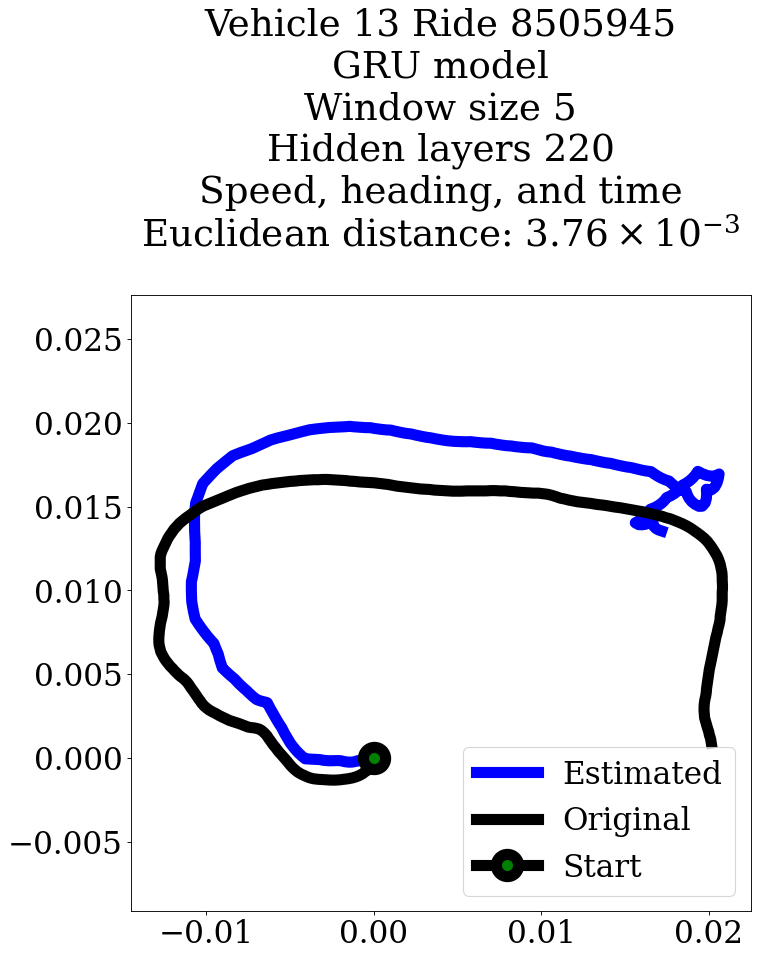 Vehicle 13 Ride 8505945
GRU model
Window size 5
Hidden layers 220
Speed, heading, and time
Euclidean distance: 3.76 × 10⁻³
0.025
0.020
0.015
0.010
0.005
0.000
−0.005
−0.01
0.00
0.01
0.02
Estimated
Original
Start